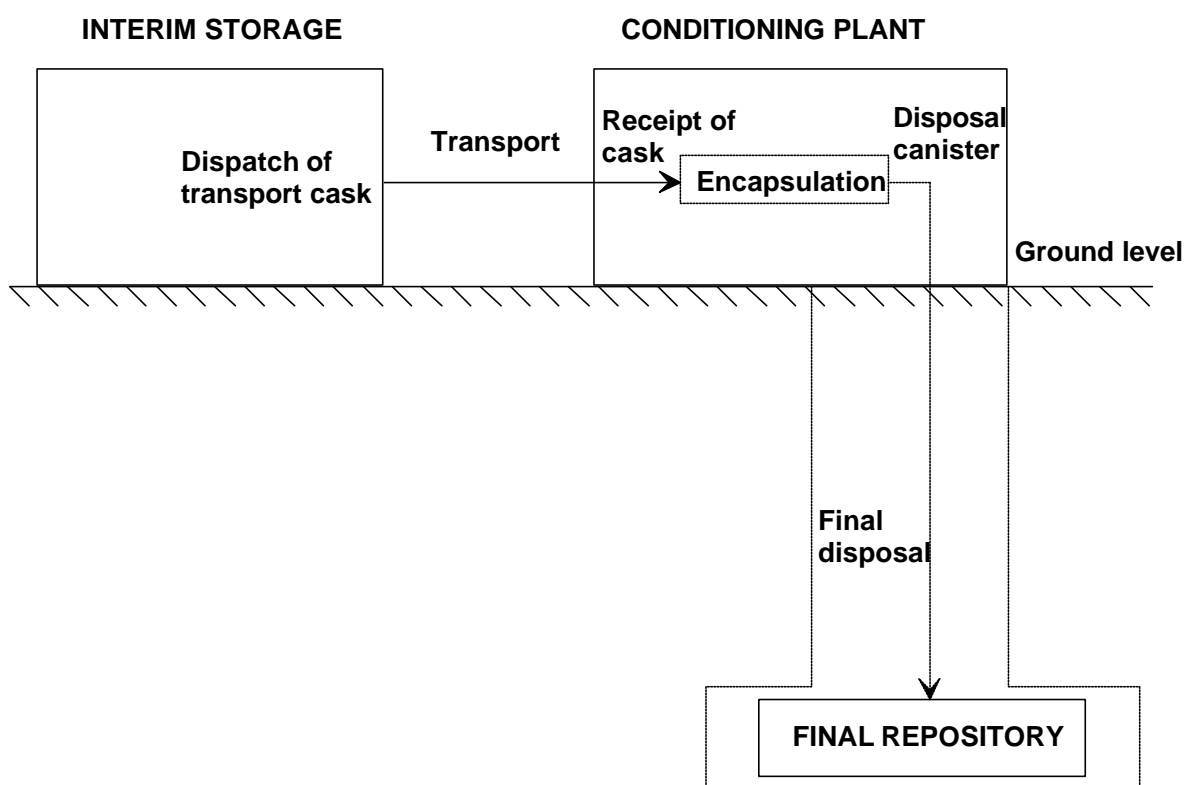 INTERIM STORAGE
CONDITIONING PLANT
Dispatch of
transport cask
Transport
Receipt of
cask
Encapsulation
Disposal
canister
Ground level
Final
disposal
FINAL REPOSITORY